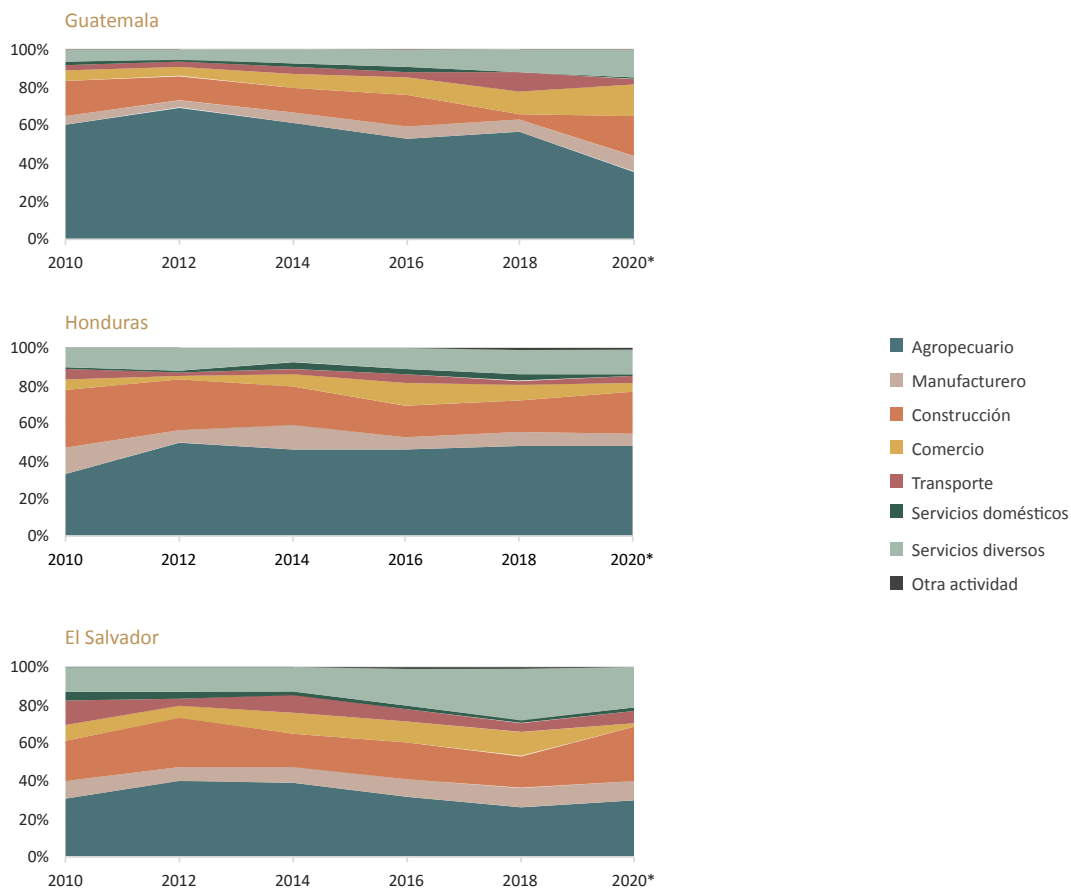 Guatemala
100%
80%
60%
40%
20%
0%
2010 2012 2014 2016 2018 2020*
Honduras
100%
80%
60%
40%
20%
0%
2010 2012 2014 2016 2018 2020*
Agropecuario
Manufacturero
Construcción
Comercio
Transporte
Servicios domésticos
Servicios diversos
Otra actividad
El Salvador
100%
80%
60%
40%
20%
0%
2010 2012 2014 2016 2018 2020*